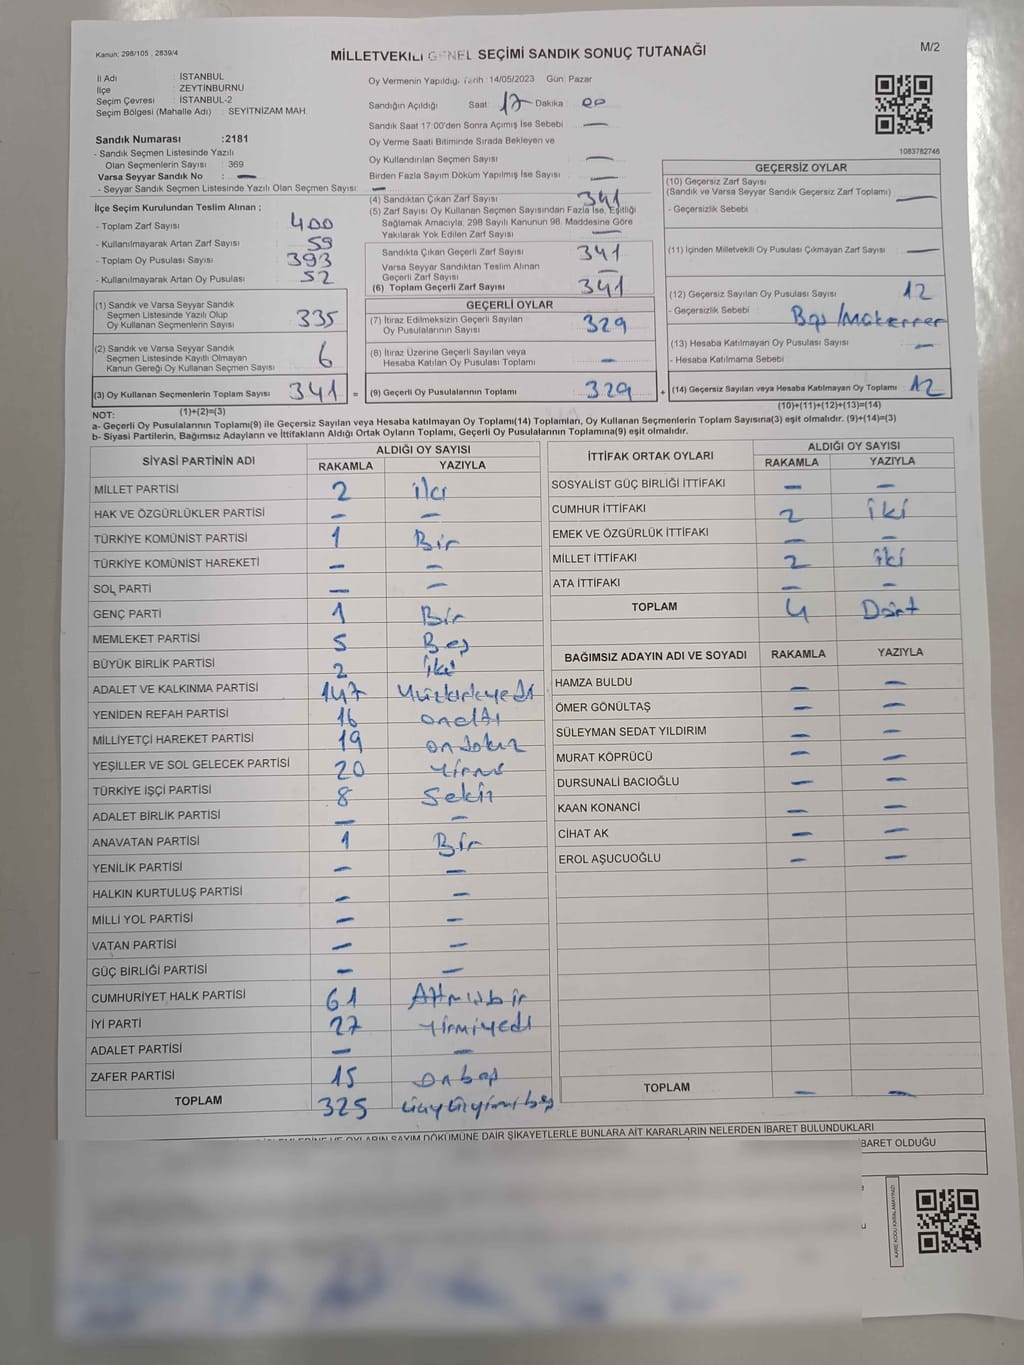 Kanun: 298/105 , 2839/4
MİLLETVEKİLİ GENEL SEÇİMİ SANDIK SONUÇ TUTANAĞI
M/2
İl Adı : İSTANBUL
İlçe : ZEYTİNBURNU
Seçim Çevresi : İSTANBUL-2
Seçim Bölgesi (Mahalle Adı) : SEYİTNİZAM MAH.
Sandık Numarası :2181
- Sandık Seçmen Listesinde Yazılı
Olan Seçmenlerin Sayısı : 369
Varsa Seyyar Sandık No : —
- Seyyar Sandık Seçmen Listesinde Yazılı Olan Seçmen Sayısı: —
Oy Vermenin Yapıldığı Tarih :14/05/2023 Gün: Pazar
Sandığın Açıldığı Saat: 17 Dakika: 00
Sandık Saat 17:00'den Sonra Açımış İse Sebebi : —
Oy Verme Saati Bitiminde Sırada Bekleyen ve
Oy Kullandırılan Seçmen Sayısı : —
Birden Fazla Sayım Döküm Yapılmış İse Sayısı : —
1083782746
İlçe Seçim Kurulundan Teslim Alınan ;
- Toplam Zarf Sayısı : 400
- Kullanılmayarak Artan Zarf Sayısı : 59
- Toplam Oy Pusulası Sayısı : 393
- Kullanılmayarak Artan Oy Pusulası : 52
(1) Sandık ve Varsa Seyyar Sandık
Seçmen Listesinde Yazılı Olup
Oy Kullanan Seçmenlerin Sayısı 335
(2) Sandık ve Varsa Seyyar Sandık
Seçmen Listesinde Kayıtlı Olmayan
Kanun Gereği Oy Kullanan Seçmen Sayısı 6
(3) Oy Kullanan Seçmenlerin Toplam Sayısı 341 =
(1)+(2)=(3)
(4) Sandıktan Çıkan Zarf Sayısı : 341
(5) Zarf Sayısı Oy Kullanan Seçmen Sayısından Fazla İse, Eşitliği
Sağlamak Amacıyla, 298 Sayılı Kanunun 98. Maddesine Göre
Yakılarak Yok Edilen Zarf Sayısı : —
Sandıkta Çıkan Geçerli Zarf Sayısı : 341
Varsa Seyyar Sandıktan Teslim Alınan
Geçerli Zarf Sayısı : —
(6) Toplam Geçerli Zarf Sayısı : 341
GEÇERLİ OYLAR
(7) İtiraz Edilmeksizin Geçerli Sayılan
Oy Pusulalarının Sayısı : 329
(8) İtiraz Üzerine Geçerli Sayılan veya
Hesaba Katılan Oy Pusulası Toplamı : —
(9) Geçerli Oy Pusulalarının Toplamı : 329 +
GEÇERSİZ OYLAR
(10) Geçersiz Zarf Sayısı
(Sandık ve Varsa Seyyar Sandık Geçersiz Zarf Toplamı) : —
- Geçersizlik Sebebi :
(11) İçinden Milletvekili Oy Pusulası Çıkmayan Zarf Sayısı : —
(12) Geçersiz Sayılan Oy Pusulası Sayısı : 12
- Geçersizlik Sebebi : Boş/Mükerrer
(13) Hesaba Katılmayan Oy Pusulası Sayısı : —
- Hesaba Katılmama Sebebi :
(14) Geçersiz Sayılan veya Hesaba Katılmayan Oy Toplamı : 12
(10)+(11)+(12)+(13)=(14)
NOT:
a- Geçerli Oy Pusulalarının Toplamı(9) ile Geçersiz Sayılan veya Hesaba katılmayan Oy Toplamı(14) Toplamları, Oy Kullanan Seçmenlerin Toplam Sayısına(3) eşit olmalıdır. (9)+(14)=(3)
b- Siyasi Partilerin, Bağımsız Adayların ve İttifakların Aldığı Ortak Oyların Toplamı, Geçerli Oy Pusulalarının Toplamına(9) eşit olmalıdır.
SİYASİ PARTİNİN ADI ALDIĞI OY SAYISI
RAKAMLA YAZIYLA
MİLLET PARTİSİ 2 iki
HAK VE ÖZGÜRLÜKLER PARTİSİ — —
TÜRKİYE KOMÜNİST PARTİSİ 1 Bir
TÜRKİYE KOMÜNİST HAREKETİ — —
SOL PARTİ — —
GENÇ PARTİ 1 Bir
MEMLEKET PARTİSİ 5 Beş
BÜYÜK BİRLİK PARTİSİ 2 iki
ADALET VE KALKINMA PARTİSİ 147 Yüzkırkyedi
YENİDEN REFAH PARTİSİ 16 onaltı
MİLLİYETÇİ HAREKET PARTİSİ 19 ondokuz
YEŞİLLER VE SOL GELECEK PARTİSİ 20 yirmi
TÜRKİYE İŞÇİ PARTİSİ 8 Sekiz
ADALET BİRLİK PARTİSİ — —
ANAVATAN PARTİSİ 1 Bir
YENİLİK PARTİSİ — —
HALKIN KURTULUŞ PARTİSİ — —
MİLLİ YOL PARTİSİ — —
VATAN PARTİSİ — —
GÜÇ BİRLİĞİ PARTİSİ — —
CUMHURİYET HALK PARTİSİ 61 Altmışbir
İYİ PARTİ 27 yirmiyedi
ADALET PARTİSİ — —
ZAFER PARTİSİ 15 onbeş
TOPLAM 325 üçyüzyirmibeş
İTTİFAK ORTAK OYLARI ALDIĞI OY SAYISI
RAKAMLA YAZIYLA
SOSYALİST GÜÇ BİRLİĞİ İTTİFAKI — —
CUMHUR İTTİFAKI 2 iki
EMEK VE ÖZGÜRLÜK İTTİFAKI — —
MİLLET İTTİFAKI 2 iki
ATA İTTİFAKI — —
TOPLAM 4 Dört
BAĞIMSIZ ADAYIN ADI VE SOYADI RAKAMLA YAZIYLA
HAMZA BULDU — —
ÖMER GÖNÜLTAŞ — —
SÜLEYMAN SEDAT YILDIRIM — —
MURAT KÖPRÜCÜ — —
DURSUNALİ BACIOĞLU — —
KAAN KONANCİ — —
CİHAT AK — —
EROL AŞUCUOĞLU — —
TOPLAM — —
OYLARIN SAYIM DÖKÜMÜNE DAİR ŞİKAYETLERLE BUNLARA AİT KARARLARIN NELERDEN İBARET BULUNDUKLARI
İBARET OLDUĞU
KARE KODU KARALAMAYINIZ!